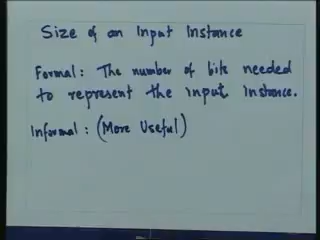 Size of an Input Instance
Formal: The number of bits needed
to represent the input instance.
Informal: (More Useful)